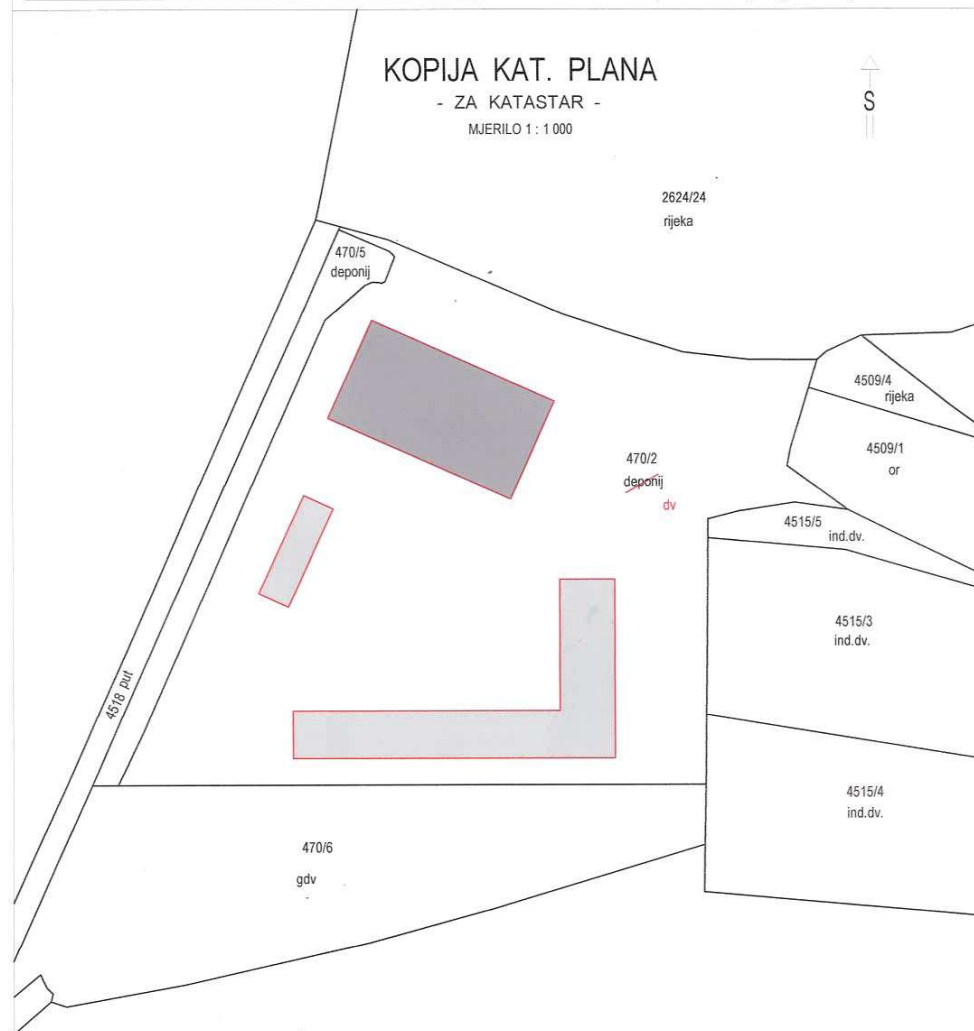 KOPIJA KAT. PLANA
- ZA KATASTAR -
MJERILO 1 : 1 000
S
2624/24
rijeka
470/5
deponij
4509/4
rijeka
4509/1
or
470/2
deponij
dv
4515/5
ind.dv.
4515/3
ind.dv.
4518 put
4515/4
ind.dv.
470/6
gdv